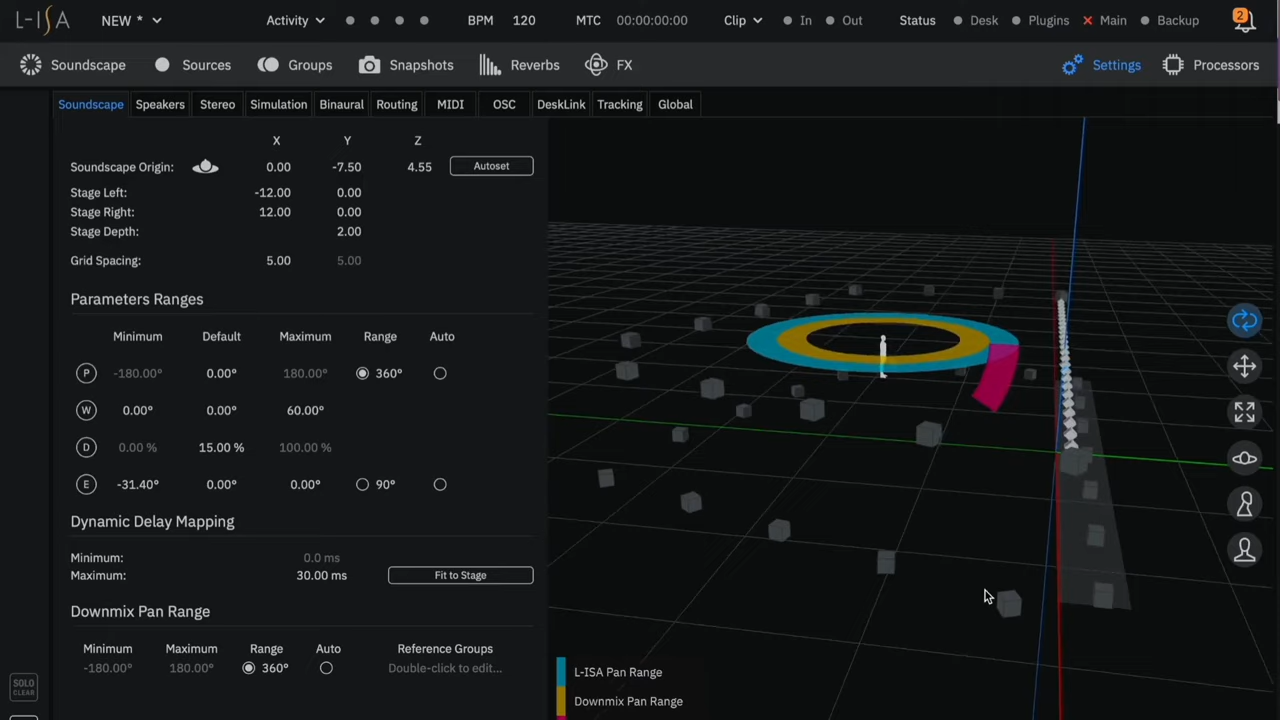 L-ISA NEW * Activity BPM 120 MTC 00:00:00:00 Clip In Out Status Desk Plugins Main Backup 2
Soundscape Sources Groups Snapshots Reverbs FX Settings Processors
Soundscape Speakers Stereo Simulation Binaural Routing MIDI OSC DeskLink Tracking Global
X Y Z
Soundscape Origin: 0.00 -7.50 4.55 Autoset
Stage Left: -12.00 0.00
Stage Right: 12.00 0.00
Stage Depth: 2.00
Grid Spacing: 5.00 5.00
Parameters Ranges
Minimum Default Maximum Range Auto
P -180.00° 0.00° 180.00° 360°
W 0.00° 0.00° 60.00°
D 0.00 % 15.00 % 100.00 %
E -31.40° 0.00° 0.00° 90°
Dynamic Delay Mapping
Minimum: 0.0 ms
Maximum: 30.00 ms Fit to Stage
Downmix Pan Range
Minimum Maximum Range Auto Reference Groups
-180.00° 180.00° 360° Double-click to edit...
SOLO
CLEAR
L-ISA Pan Range
Downmix Pan Range